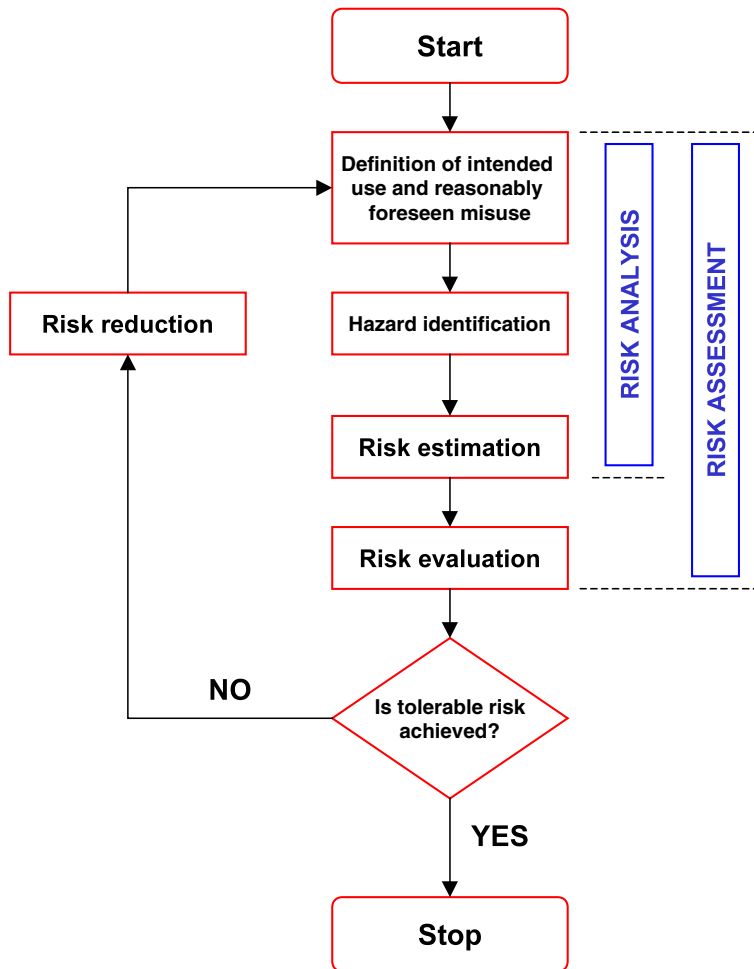 Start
Definition of intended
use and reasonably
foreseen misuse
Risk reduction
Hazard identification
Risk estimation
Risk evaluation
Is tolerable risk
achieved?
NO
YES
Stop
RISK ANALYSIS
RISK ASSESSMENT